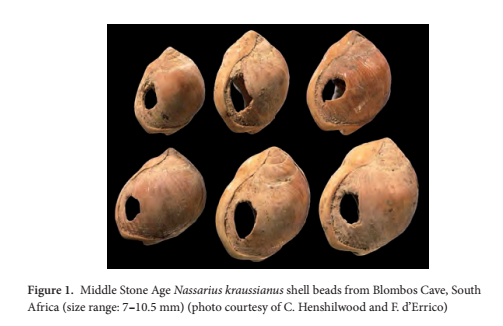 Figure 1. Middle Stone Age Nassarius kraussianus shell beads from Blombos Cave, South
Africa (size range: 7–10.5 mm) (photo courtesy of C. Henshilwood and F. d’Errico)